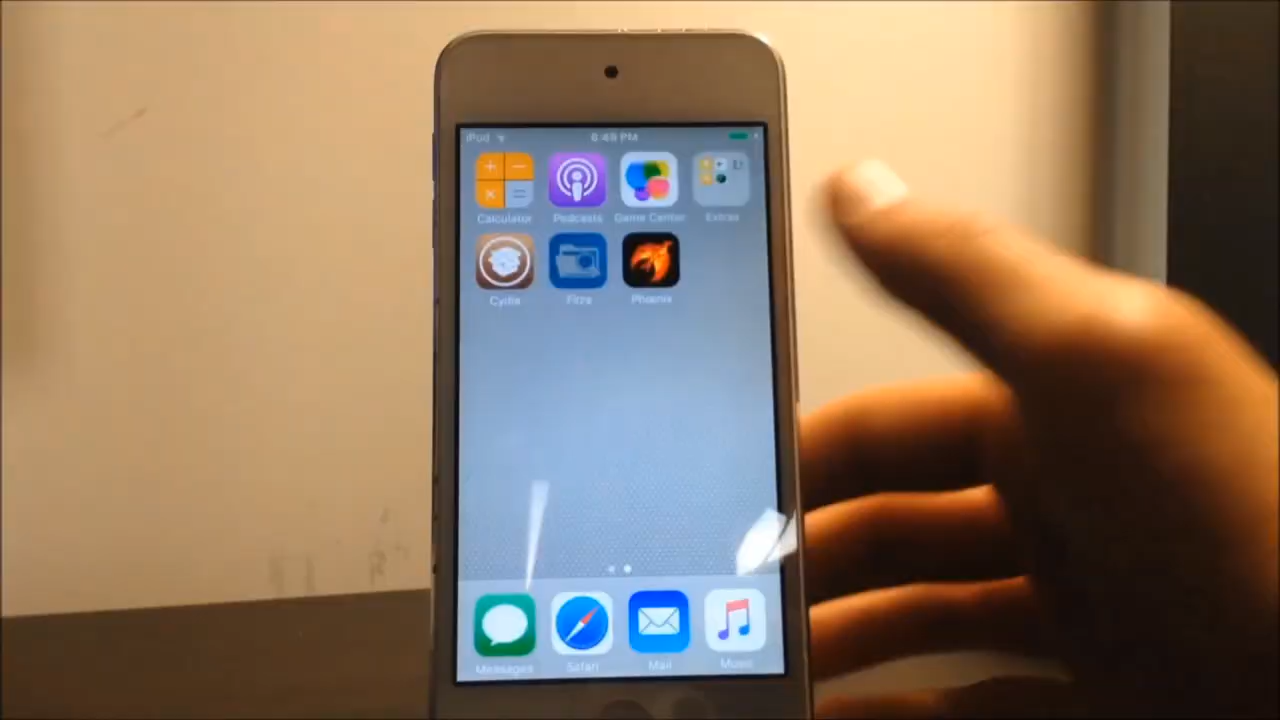 iPod 6:49 PM
Calculator Podcasts Game Center Extras
Cydia Filza Phoenix
Messages Safari Mail Music